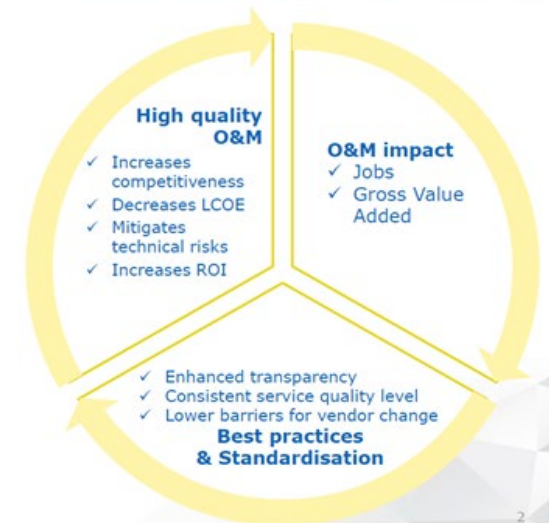 High quality
O&M
✓ Increases
competitiveness
✓ Decreases LCOE
✓ Mitigates
technical risks
✓ Increases ROI
O&M impact
✓ Jobs
✓ Gross Value
Added
✓ Enhanced transparency
✓ Consistent service quality level
✓ Lower barriers for vendor change
Best practices
& Standardisation
2